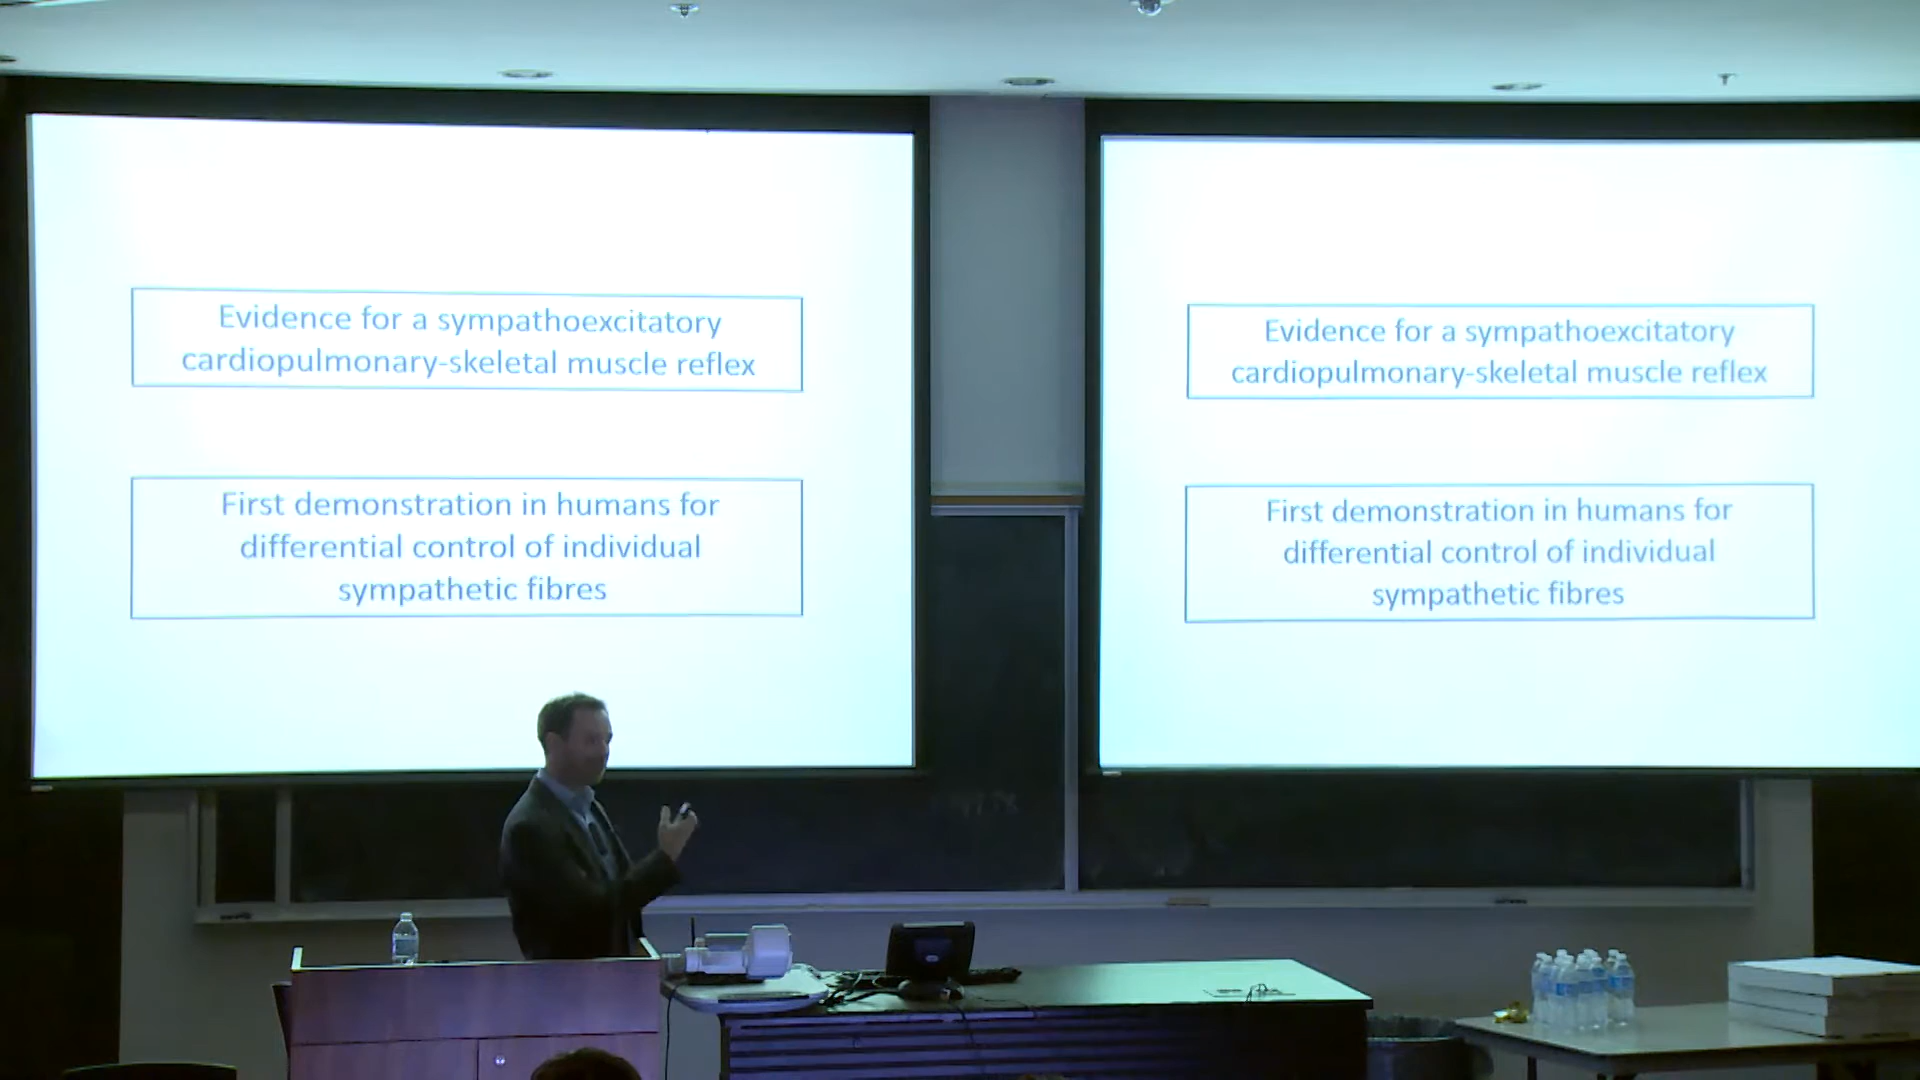 Evidence for a sympathoexcitatory
cardiopulmonary-skeletal muscle reflex
First demonstration in humans for
differential control of individual
sympathetic fibres
Evidence for a sympathoexcitatory
cardiopulmonary-skeletal muscle reflex
First demonstration in humans for
differential control of individual
sympathetic fibres